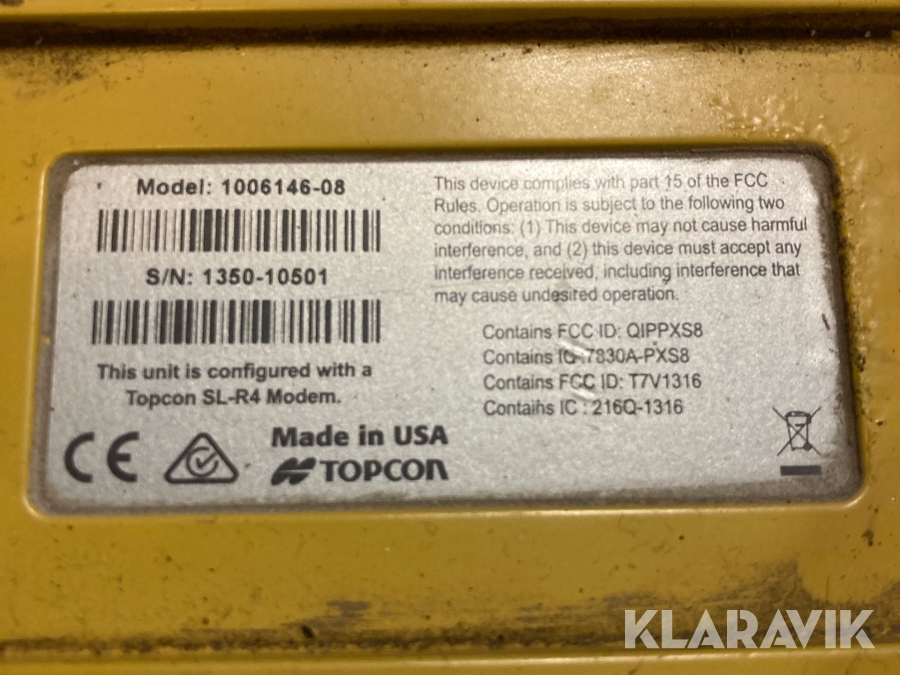 Model: 1006146-08
S/N: 1350-10501
This unit is configured with a
Topcon SL-R4 Modem.
CE
Made in USA
TOPCON
This device complies with part 15 of the FCC
Rules. Operation is subject to the following two
conditions: (1) This device may not cause harmful
interference, and (2) this device must accept any
interference received, including interference that
may cause undesired operation.
Contains FCC ID: QIPPXS8
Contains IC :7830A-PXS8
Contains FCC ID: T7V1316
Contains IC : 216Q-1316
KLARAVIK